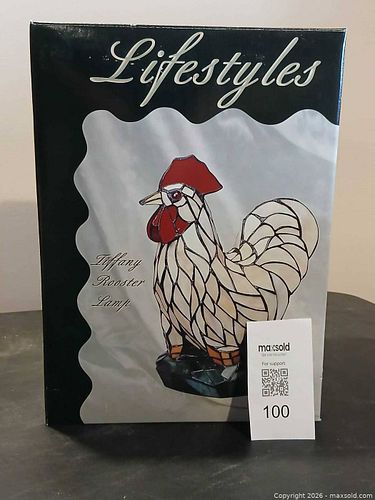 Lifestyles
Tiffany
Rooster
Lamp
maxsold
For support
100
Copyright © 2026 - maxsold.com